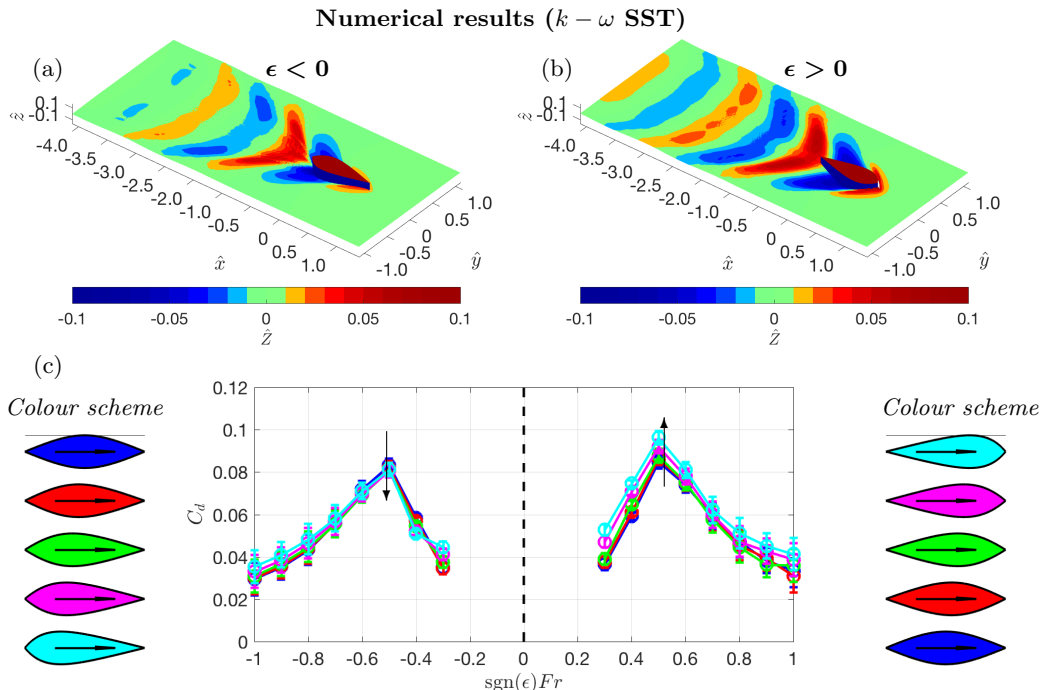 Numerical results (k − ω SST)
(a)
ϵ < 0
(b)
ϵ > 0
ẑ
0.1
-0.1
-4.0
-3.5
-3.0
-2.5
-2.0
-1.0
-0.5
0
0.5
1.0
x̂
-1.0
-0.5
0
0.5
1.0
ŷ
ẑ
0.1
-0.1
-4.0
-3.5
-3.0
-2.5
-2.0
-1.0
-0.5
0
0.5
1.0
x̂
-1.0
-0.5
0
0.5
1.0
ŷ
-0.1 -0.05 0 0.05 0.1
Ẑ
-0.1 -0.05 0 0.05 0.1
Ẑ
(c)
Colour scheme
Colour scheme
C_d
0.12
0.1
0.08
0.06
0.04
0.02
0
-1 -0.8 -0.6 -0.4 -0.2 0 0.2 0.4 0.6 0.8 1
sgn(ϵ)Fr